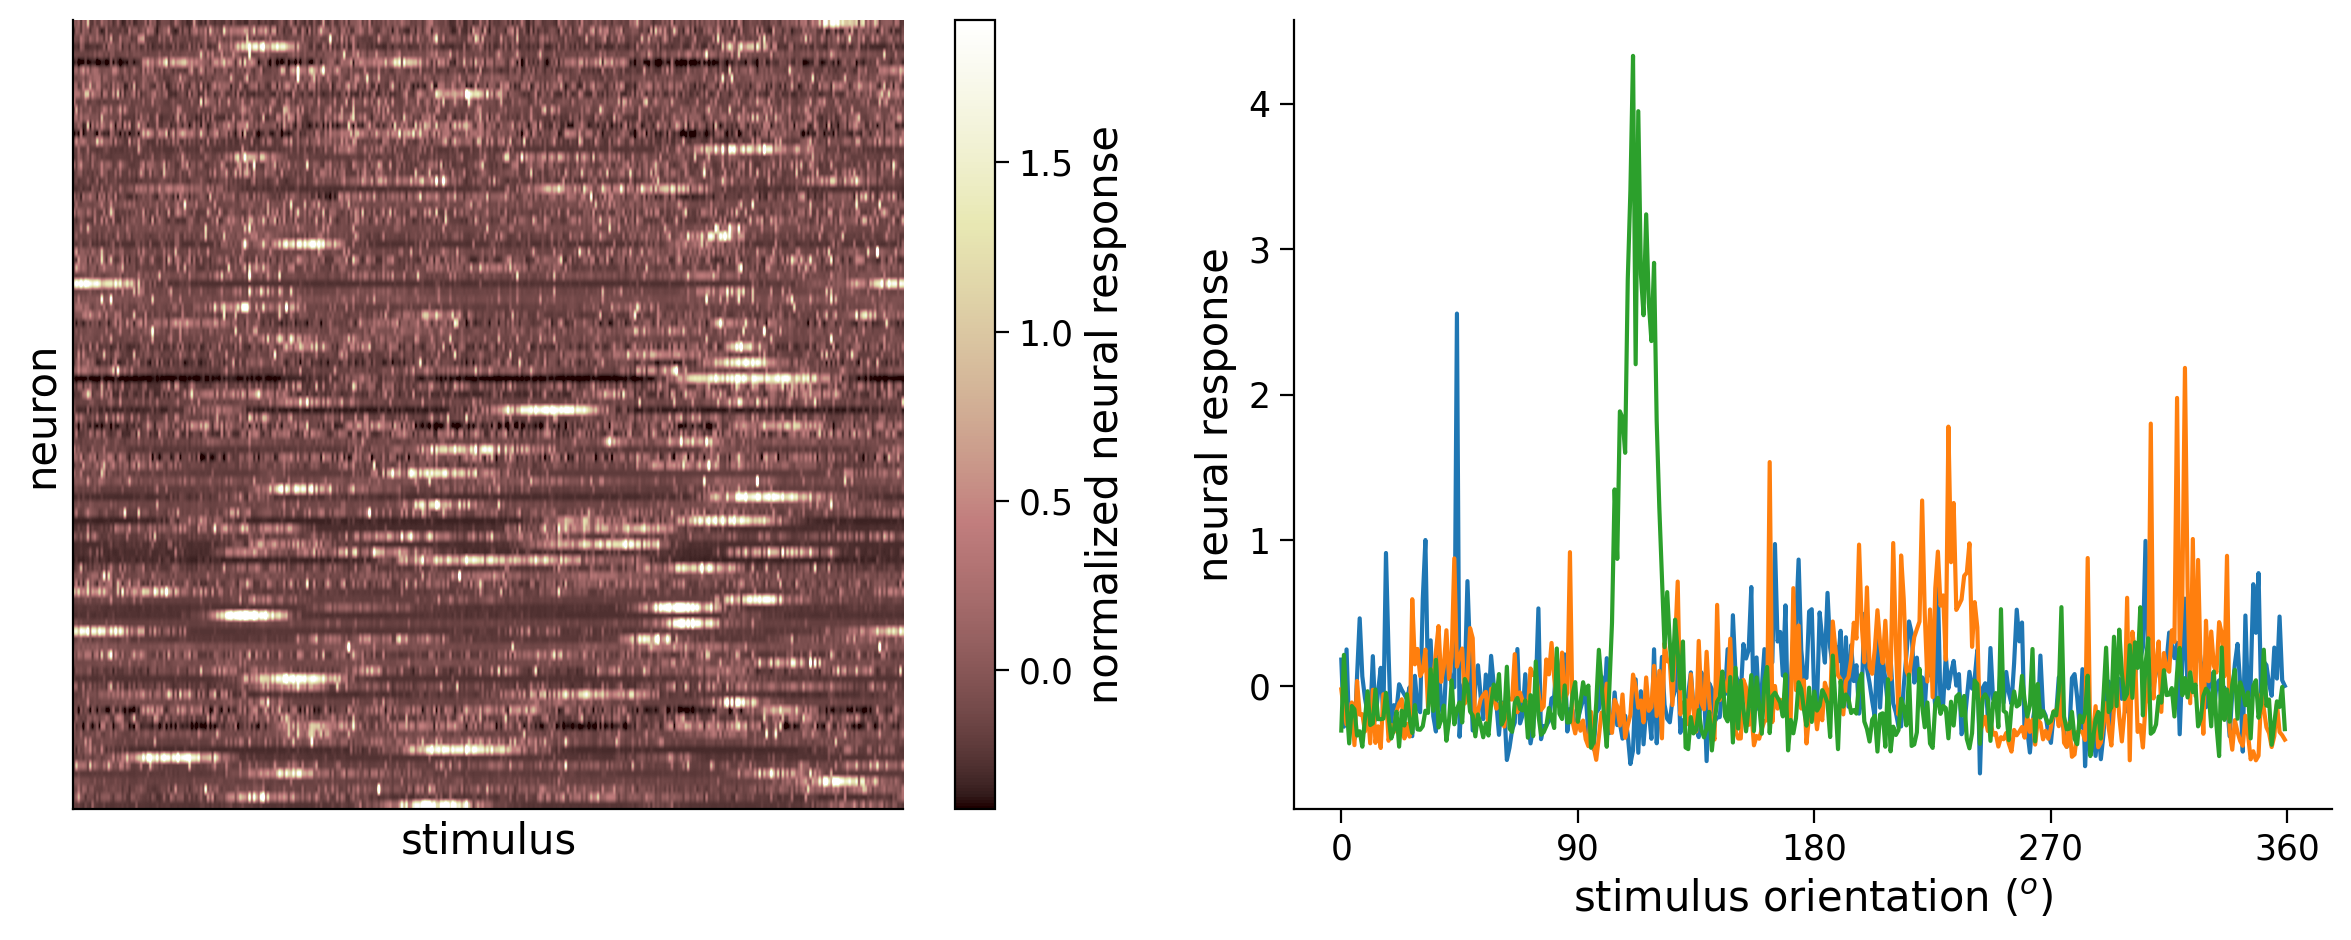 neuron
stimulus
1.5
1.0
0.5
0.0
normalized neural response
neural response
4
3
2
1
0
0 90 180 270 360
stimulus orientation (o)